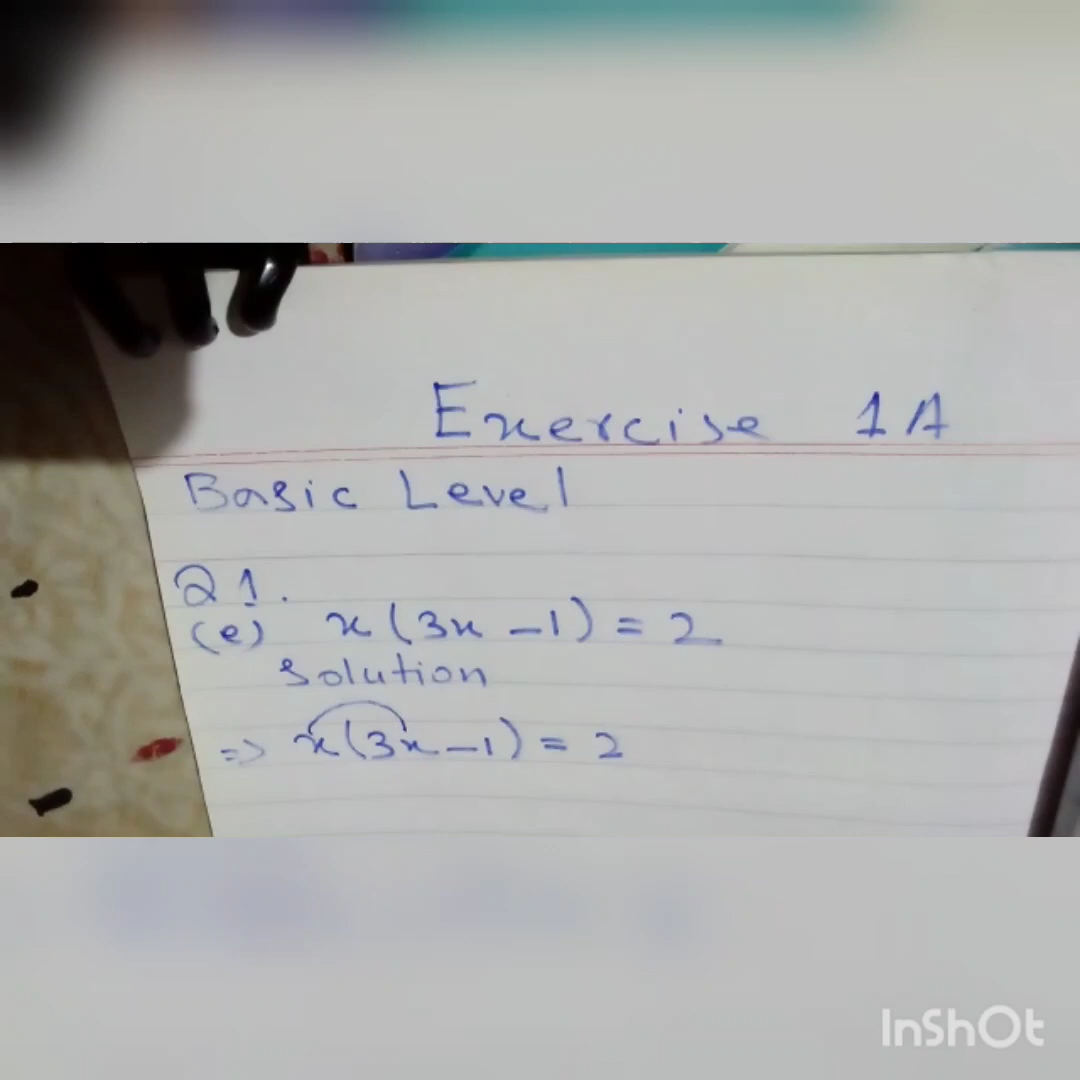 Exercise 1A
Basic Level
Q1.
(e) x(3x-1) = 2
Solution
=> x(3x-1) = 2
InShOt